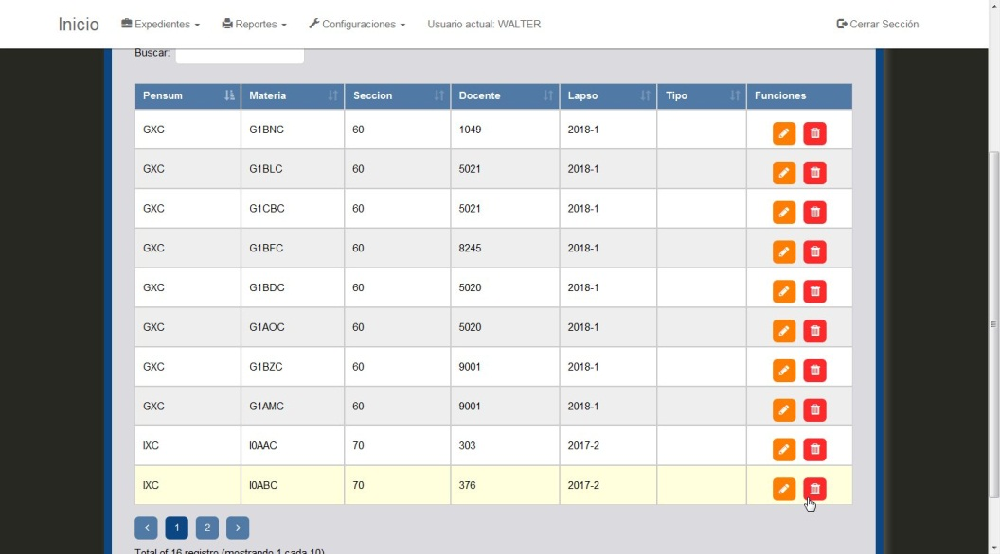 Inicio Expedientes Reportes Configuraciones Usuario actual: WALTER Cerrar Sección
Buscar:
Pensum Materia Seccion Docente Lapso Tipo Funciones
GXC G1BNC 60 1049 2018-1
GXC G1BLC 60 5021 2018-1
GXC G1CBC 60 5021 2018-1
GXC G1BFC 60 8245 2018-1
GXC G1BDC 60 5020 2018-1
GXC G1AOC 60 5020 2018-1
GXC G1BZC 60 9001 2018-1
GXC G1AMC 60 9001 2018-1
IXC I0AAC 70 303 2017-2
IXC I0ABC 70 376 2017-2
< 1 2 >
Total of 16 registro (mostrando 1 cada 10)